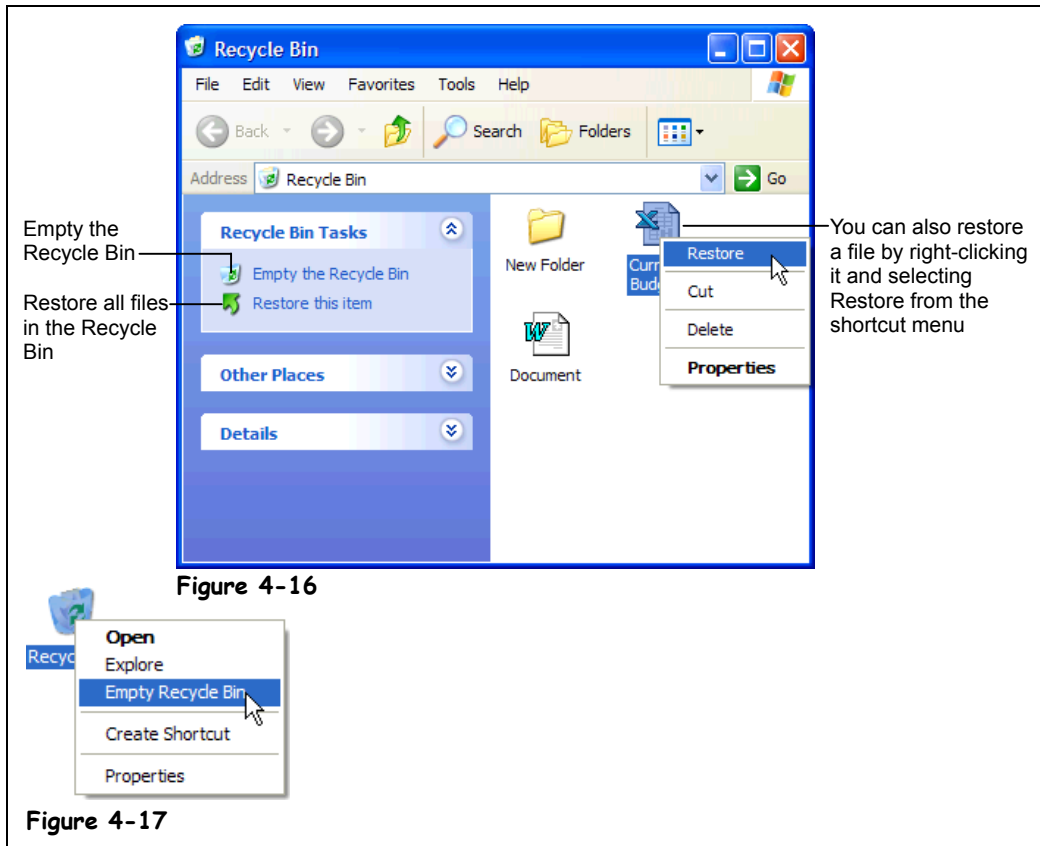 Recycle Bin
File Edit View Favorites Tools Help
Back Search Folders
Address Recycle Bin Go
Empty the
Recycle Bin
Restore all files
in the Recycle
Bin
Recycle Bin Tasks
Empty the Recycle Bin
Restore this item
Other Places
Details
New Folder
Curr
Bud
Document
Restore
Cut
Delete
Properties
You can also restore
a file by right-clicking
it and selecting
Restore from the
shortcut menu
Figure 4-16
Recyc
Open
Explore
Empty Recycle Bin
Create Shortcut
Properties
Figure 4-17